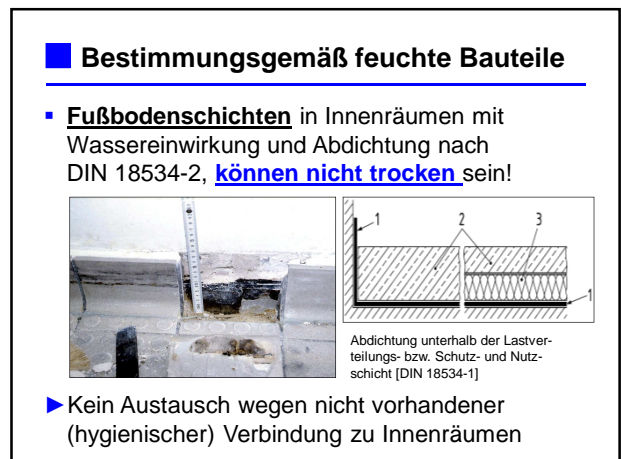 Bestimmungsgemäß feuchte Bauteile
▪ Fußbodenschichten in Innenräumen mit
Wassereinwirkung und Abdichtung nach
DIN 18534-2, können nicht trocken sein!
1
2
3
1
Abdichtung unterhalb der Lastver-
teilungs- bzw. Schutz- und Nutz-
schicht [DIN 18534-1]
►Kein Austausch wegen nicht vorhandener
(hygienischer) Verbindung zu Innenräumen